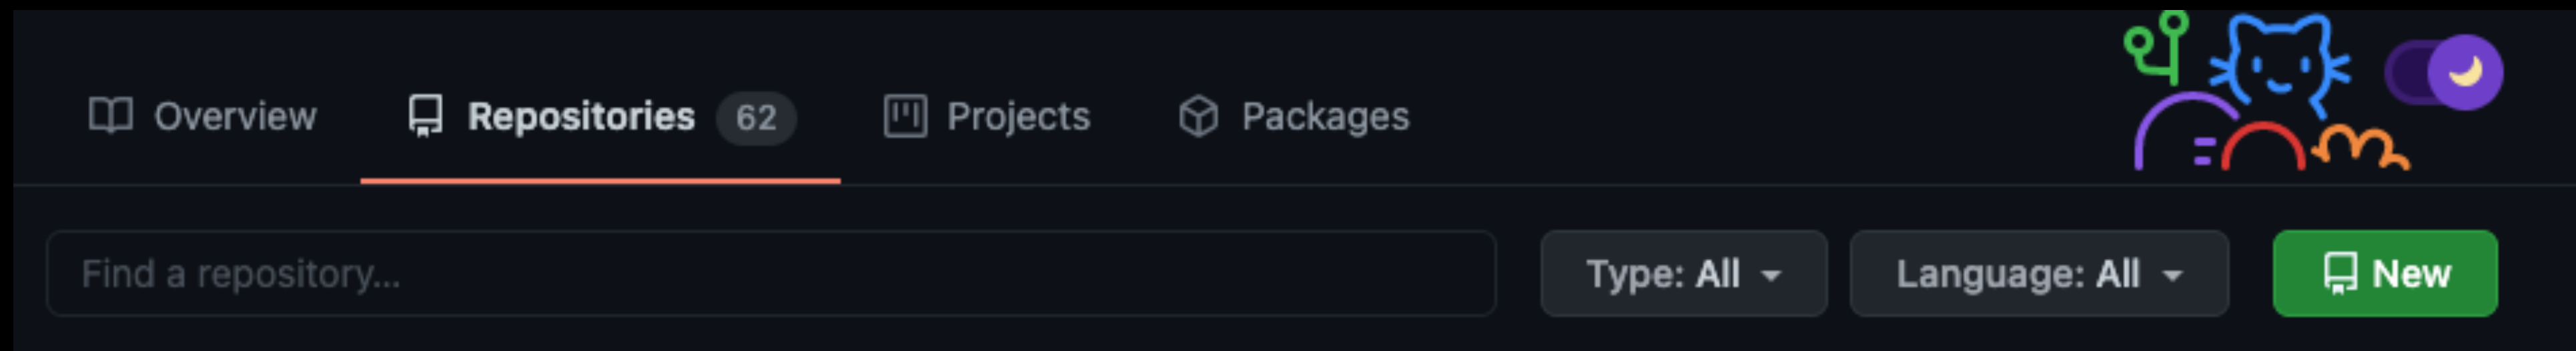 Overview Repositories 62 Projects Packages
Find a repository... Type: All Language: All New